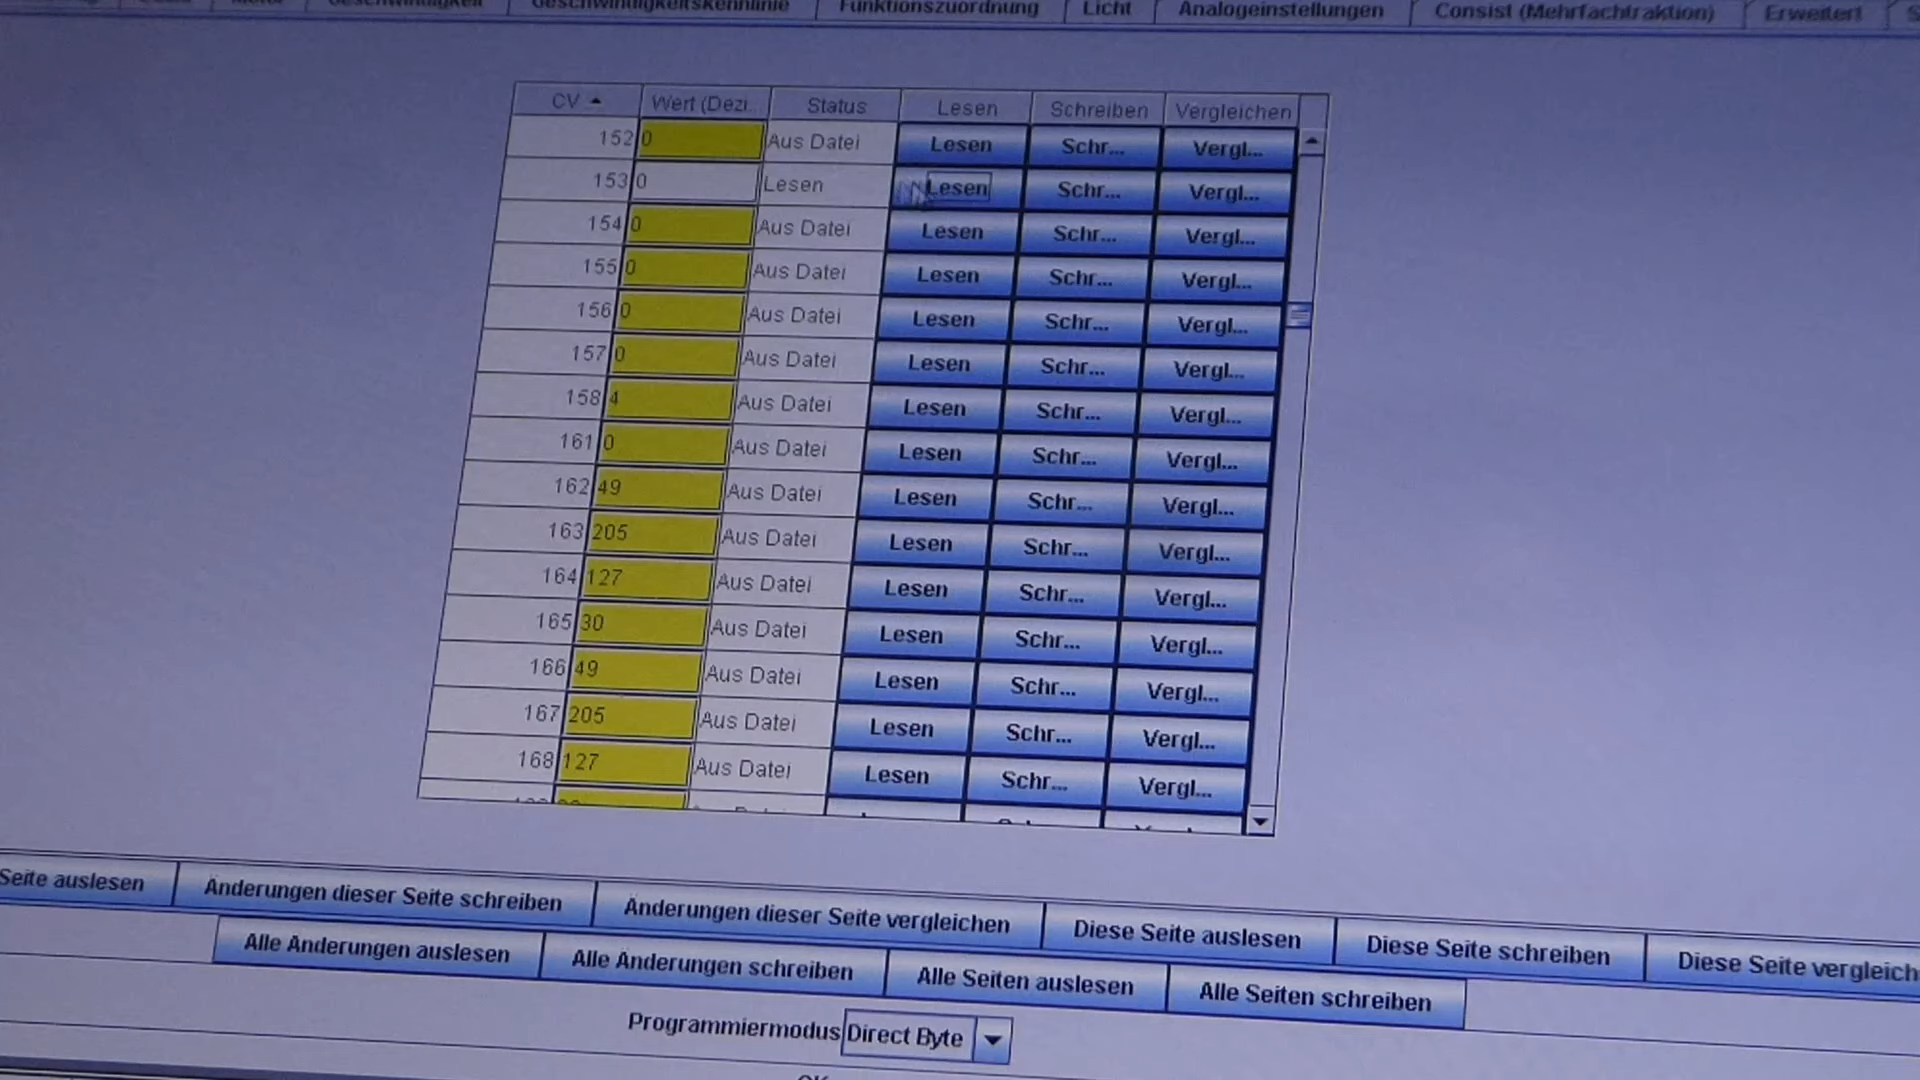 Geschwindigkeit Geschwindigkeitskennlinie Funktionszuordnung Licht Analogeinstellungen Consist (Mehrfachtraktion) Erweitert
CV Wert (Dezi... Status Lesen Schreiben Vergleichen
152 0 Aus Datei Lesen Schr... Vergl...
153 0 Lesen Lesen Schr... Vergl...
154 0 Aus Datei Lesen Schr... Vergl...
155 0 Aus Datei Lesen Schr... Vergl...
156 0 Aus Datei Lesen Schr... Vergl...
157 0 Aus Datei Lesen Schr... Vergl...
158 4 Aus Datei Lesen Schr... Vergl...
161 0 Aus Datei Lesen Schr... Vergl...
162 49 Aus Datei Lesen Schr... Vergl...
163 205 Aus Datei Lesen Schr... Vergl...
164 127 Aus Datei Lesen Schr... Vergl...
165 30 Aus Datei Lesen Schr... Vergl...
166 49 Aus Datei Lesen Schr... Vergl...
167 205 Aus Datei Lesen Schr... Vergl...
168 127 Aus Datei Lesen Schr... Vergl...
Seite auslesen Änderungen dieser Seite schreiben Änderungen dieser Seite vergleichen Diese Seite auslesen Diese Seite schreiben Diese Seite vergleich
Alle Änderungen auslesen Alle Änderungen schreiben Alle Seiten auslesen Alle Seiten schreiben
Programmiermodus Direct Byte